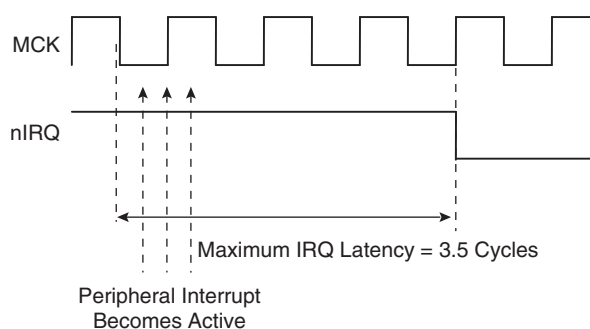 MCK
nIRQ
Maximum IRQ Latency = 3.5 Cycles
Peripheral Interrupt
Becomes Active